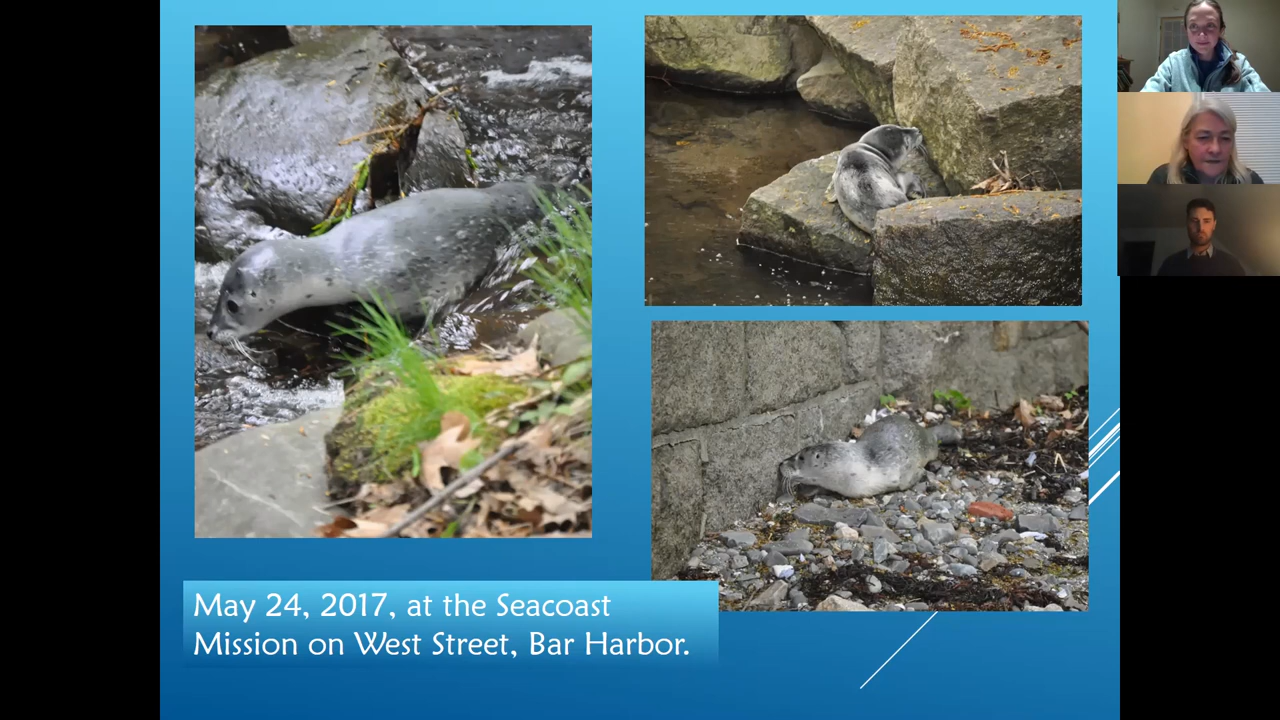 May 24, 2017, at the Seacoast
Mission on West Street, Bar Harbor.